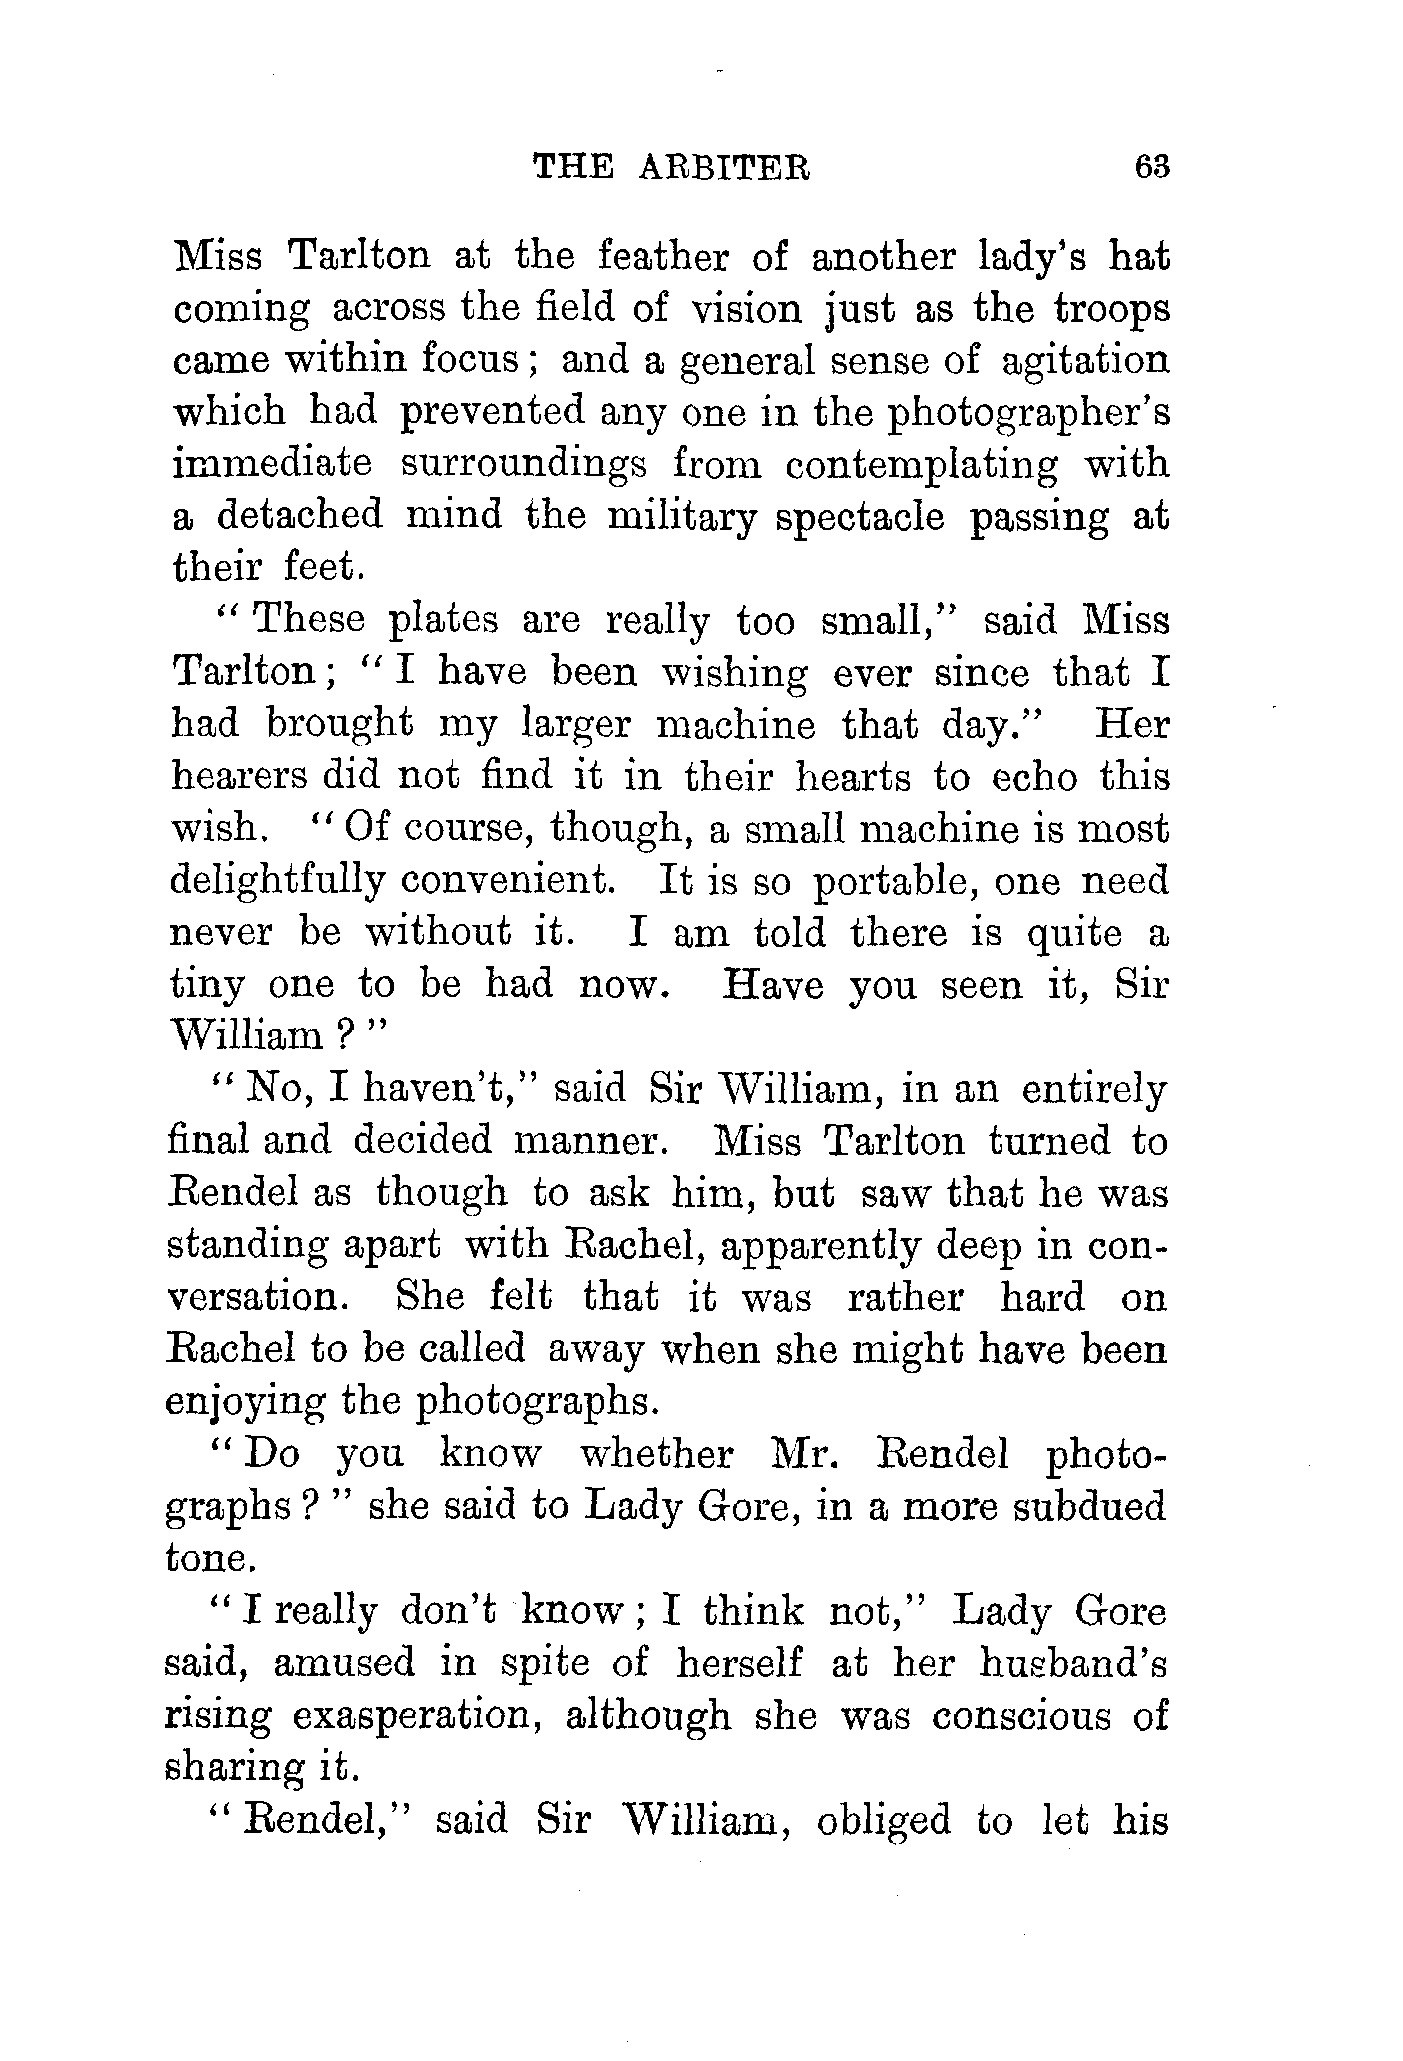 THE ARBITER 63
Miss Tarlton at the feather of another lady's hat
coming across the field of vision just as the troops
came within focus ; and a general sense of agitation
which had prevented any one in the photographer's
immediate surroundings from contemplating with
a detached mind the military spectacle passing at
their feet.
“ These plates are really too small,” said Miss
Tarlton ; “ I have been wishing ever since that I
had brought my larger machine that day.” Her
hearers did not find it in their hearts to echo this
wish. “ Of course, though, a small machine is most
delightfully convenient. It is so portable, one need
never be without it. I am told there is quite a
tiny one to be had now. Have you seen it, Sir
William ? ”
“ No, I haven't,” said Sir William, in an entirely
final and decided manner. Miss Tarlton turned to
Rendel as though to ask him, but saw that he was
standing apart with Rachel, apparently deep in con-
versation. She felt that it was rather hard on
Rachel to be called away when she might have been
enjoying the photographs.
“ Do you know whether Mr. Rendel photo-
graphs ? ” she said to Lady Gore, in a more subdued
tone.
“ I really don't know ; I think not,” Lady Gore
said, amused in spite of herself at her husband's
rising exasperation, although she was conscious of
sharing it.
“ Rendel,” said Sir William, obliged to let his